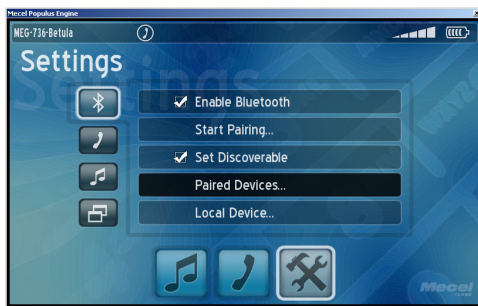 Mecel Populus Engine
MEG-736-Betula
Settings
Enable Bluetooth
Start Pairing...
Set Discoverable
Paired Devices...
Local Device...
Mecel